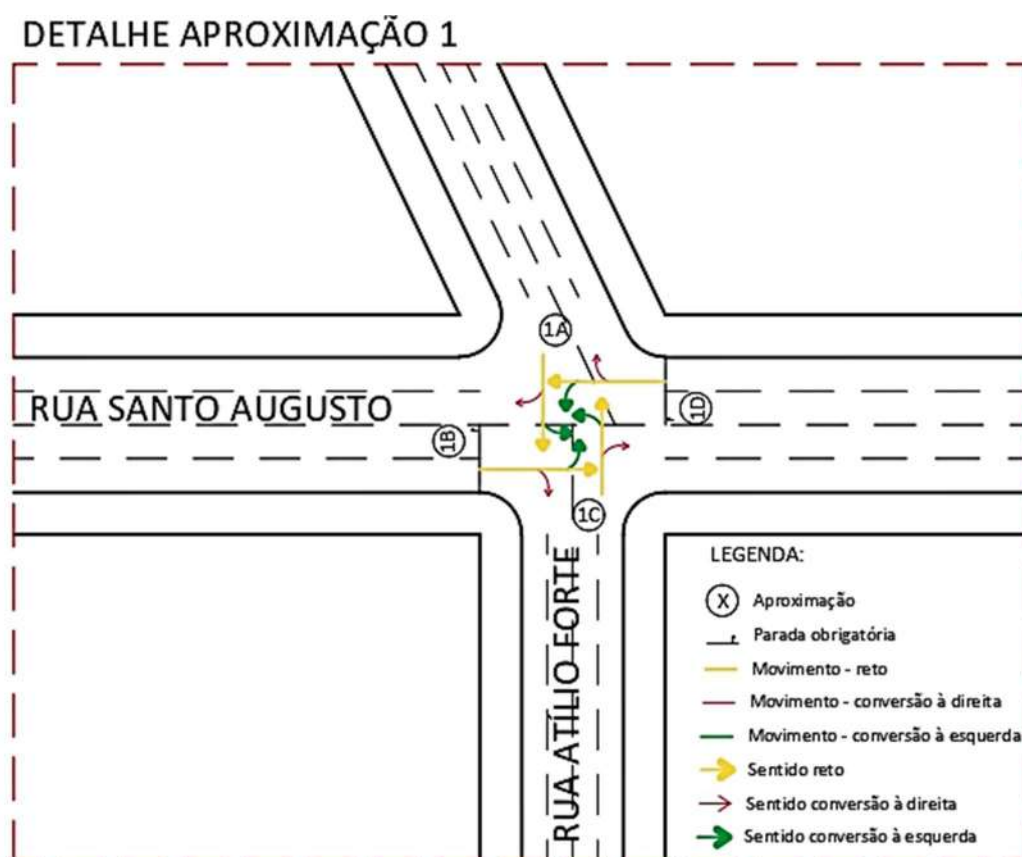 DETALHE APROXIMAÇÃO 1
1A
RUA SANTO AUGUSTO
1D
1B
1C
RUA ATÍLIO FORTE
LEGENDA:
X Aproximação
Parada obrigatória
Movimento - reto
Movimento - conversão à direita
Movimento - conversão à esquerda
Sentido reto
Sentido conversão à direita
Sentido conversão à esquerda